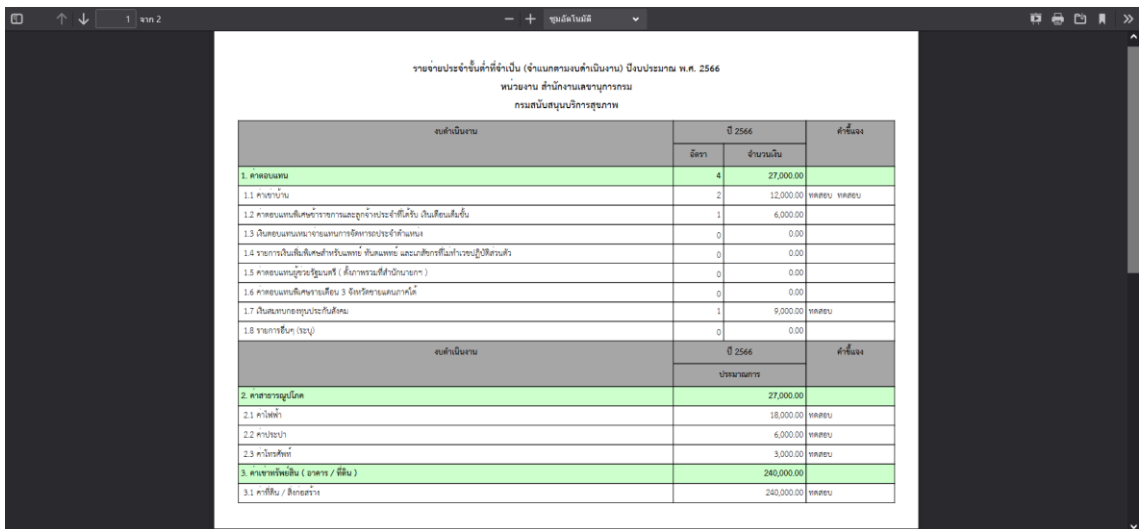 1 จาก 2
ซูมอัตโนมัติ
รายจ่ายประจำขั้นต่ำที่จำเป็น (จำแนกตามงบดำเนินงาน) ปีงบประมาณ พ.ศ. 2566
หน่วยงาน สำนักงานเลขานุการกรม
กรมสนับสนุนบริการสุขภาพ
งบดำเนินงาน ปี 2566 คำชี้แจง
อัตรา จำนวนเงิน
1. ค่าตอบแทน 4 27,000.00
1.1 ค่าเช่าบ้าน 2 12,000.00 ทดสอบ ทดสอบ
1.2 ค่าตอบแทนพิเศษข้าราชการและลูกจ้างประจำที่ได้รับ เงินเดือนเต็มขั้น 1 6,000.00
1.3 เงินตอบแทนเหมาจ่ายแทนการจัดหารถประจำตำแหน่ง 0 0.00
1.4 รายการเงินเพิ่มพิเศษสำหรับแพทย์ ทันตแพทย์ และเภสัชกรที่ไม่ทำเวชปฏิบัติส่วนตัว 0 0.00
1.5 ค่าตอบแทนผู้ช่วยรัฐมนตรี ( ตั้งภาพรวมที่สำนักนายกฯ ) 0 0.00
1.6 ค่าตอบแทนพิเศษรายเดือน 3 จังหวัดชายแดนภาคใต้ 0 0.00
1.7 เงินสมทบกองทุนประกันสังคม 1 9,000.00 ทดสอบ
1.8 รายการอื่นๆ (ระบุ) 0 0.00
งบดำเนินงาน ปี 2566 คำชี้แจง
ประมาณการ
2. ค่าสาธารณูปโภค 27,000.00
2.1 ค่าไฟฟ้า 18,000.00 ทดสอบ
2.2 ค่าประปา 6,000.00 ทดสอบ
2.3 ค่าโทรศัพท์ 3,000.00 ทดสอบ
3. ค่าเช่าทรัพย์สิน ( อาคาร / ที่ดิน ) 240,000.00
3.1 ค่าที่ดิน / สิ่งก่อสร้าง 240,000.00 ทดสอบ